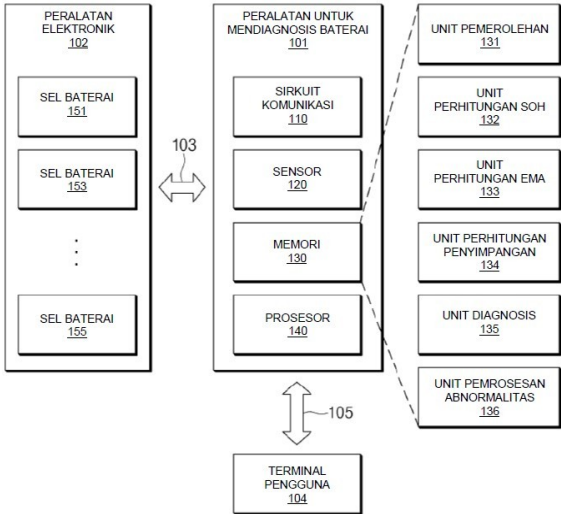 PERALATAN
ELEKTRONIK
102
SEL BATERAI
151
SEL BATERAI
153
SEL BATERAI
155
103
PERALATAN UNTUK
MENDIAGNOSIS BATERAI
101
SIRKUIT
KOMUNIKASI
110
SENSOR
120
MEMORI
130
PROSESOR
140
105
TERMINAL
PENGGUNA
104
UNIT PEMEROLEHAN
131
UNIT
PERHITUNGAN SOH
132
UNIT
PERHITUNGAN EMA
133
UNIT PERHITUNGAN
PENYIMPANGAN
134
UNIT DIAGNOSIS
135
UNIT PEMROSESAN
ABNORMALITAS
136